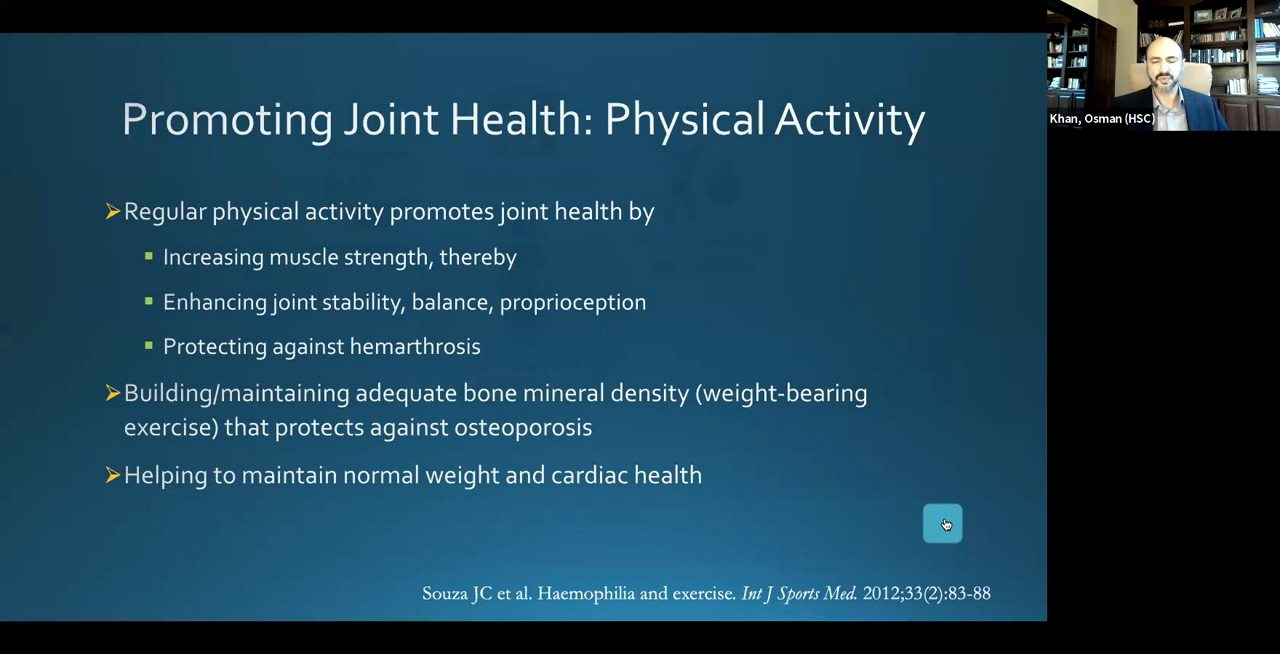 Promoting Joint Health: Physical Activity
Regular physical activity promotes joint health by
Increasing muscle strength, thereby
Enhancing joint stability, balance, proprioception
Protecting against hemarthrosis
Building/maintaining adequate bone mineral density (weight-bearing
exercise) that protects against osteoporosis
Helping to maintain normal weight and cardiac health
Souza JC et al. Haemophilia and exercise. Int J Sports Med. 2012;33(2):83-88
Khan, Osman (HSC)